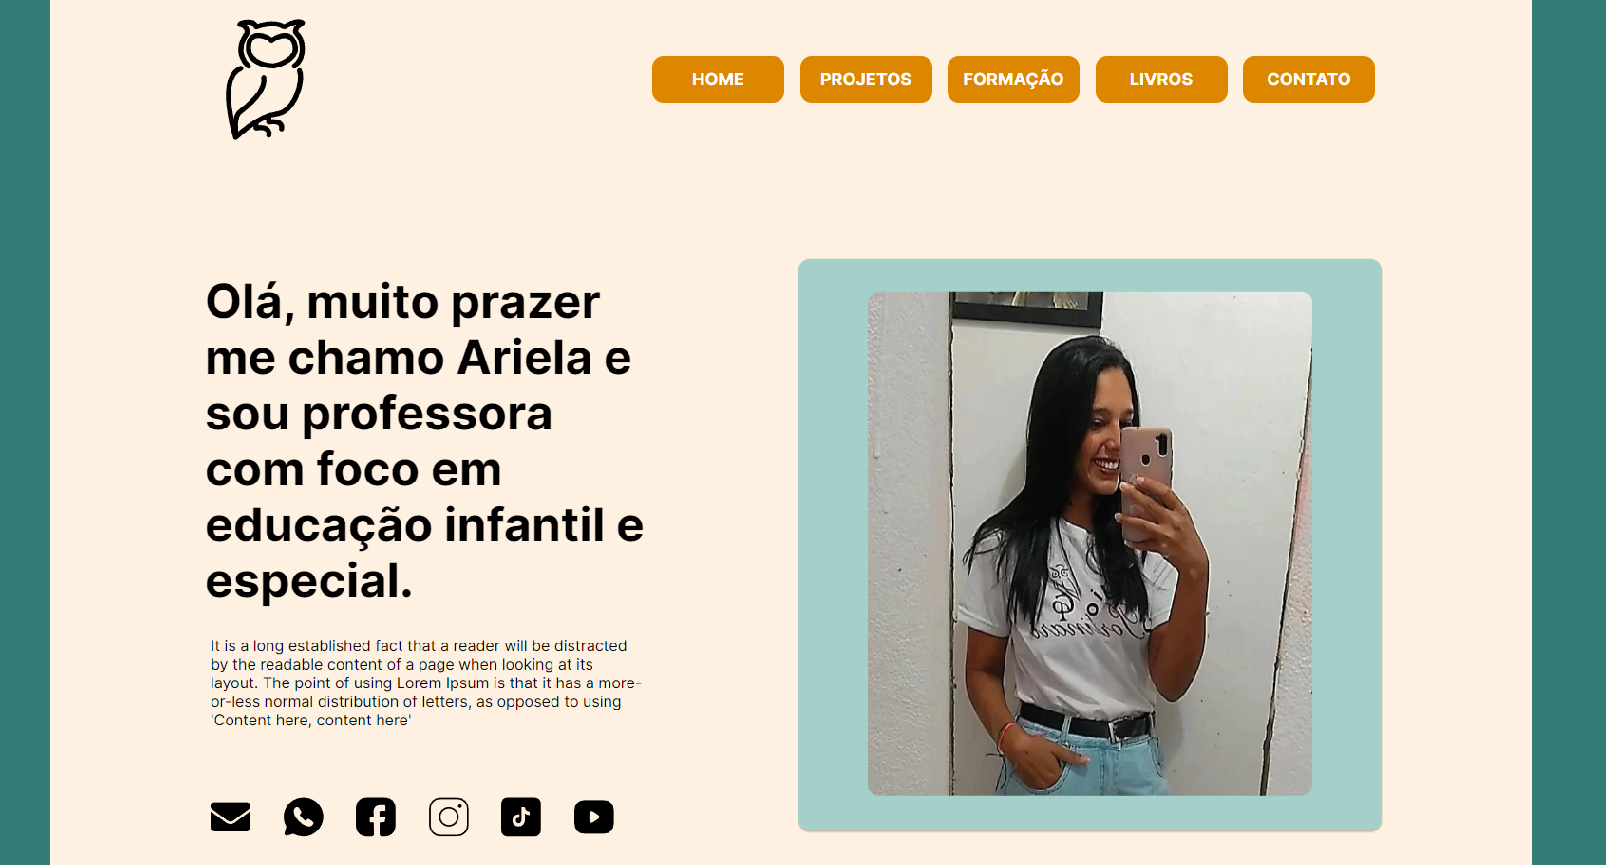 HOME
PROJETOS
FORMAÇÃO
LIVROS
CONTATO
Olá, muito prazer
me chamo Ariela e
sou professora
com foco em
educação infantil e
especial.
It is a long established fact that a reader will be distracted
by the readable content of a page when looking at its
layout. The point of using Lorem Ipsum is that it has a more-
or-less normal distribution of letters, as opposed to using
'Content here, content here'